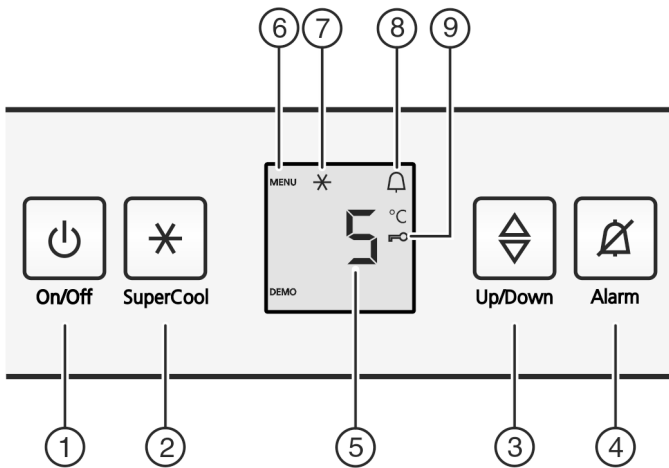 6 7 8 9
MENU
°C
5
DEMO
On/Off SuperCool Up/Down Alarm
1 2 5 3 4